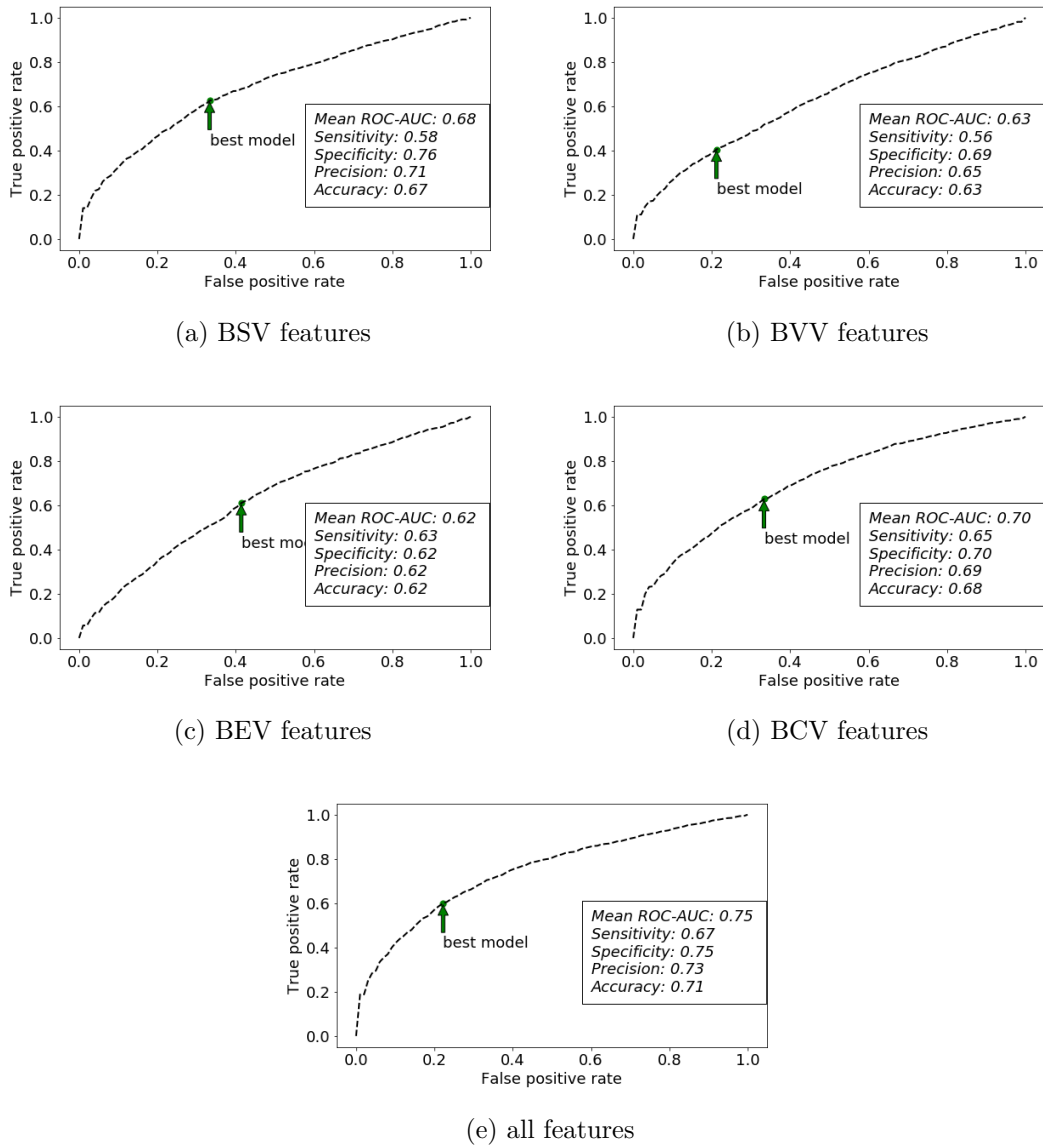 1.0
0.8
0.6
0.4
0.2
0.0
True positive rate
best model
Mean ROC-AUC: 0.68
Sensitivity: 0.58
Specificity: 0.76
Precision: 0.71
Accuracy: 0.67
0.0 0.2 0.4 0.6 0.8 1.0
False positive rate
(a) BSV features
1.0
0.8
0.6
0.4
0.2
0.0
True positive rate
best model
Mean ROC-AUC: 0.63
Sensitivity: 0.56
Specificity: 0.69
Precision: 0.65
Accuracy: 0.63
0.0 0.2 0.4 0.6 0.8 1.0
False positive rate
(b) BVV features
1.0
0.8
0.6
0.4
0.2
0.0
True positive rate
best mo
Mean ROC-AUC: 0.62
Sensitivity: 0.63
Specificity: 0.62
Precision: 0.62
Accuracy: 0.62
0.0 0.2 0.4 0.6 0.8 1.0
False positive rate
(c) BEV features
1.0
0.8
0.6
0.4
0.2
0.0
True positive rate
best model
Mean ROC-AUC: 0.70
Sensitivity: 0.65
Specificity: 0.70
Precision: 0.69
Accuracy: 0.68
0.0 0.2 0.4 0.6 0.8 1.0
False positive rate
(d) BCV features
1.0
0.8
0.6
0.4
0.2
0.0
True positive rate
best model
Mean ROC-AUC: 0.75
Sensitivity: 0.67
Specificity: 0.75
Precision: 0.73
Accuracy: 0.71
0.0 0.2 0.4 0.6 0.8 1.0
False positive rate
(e) all features